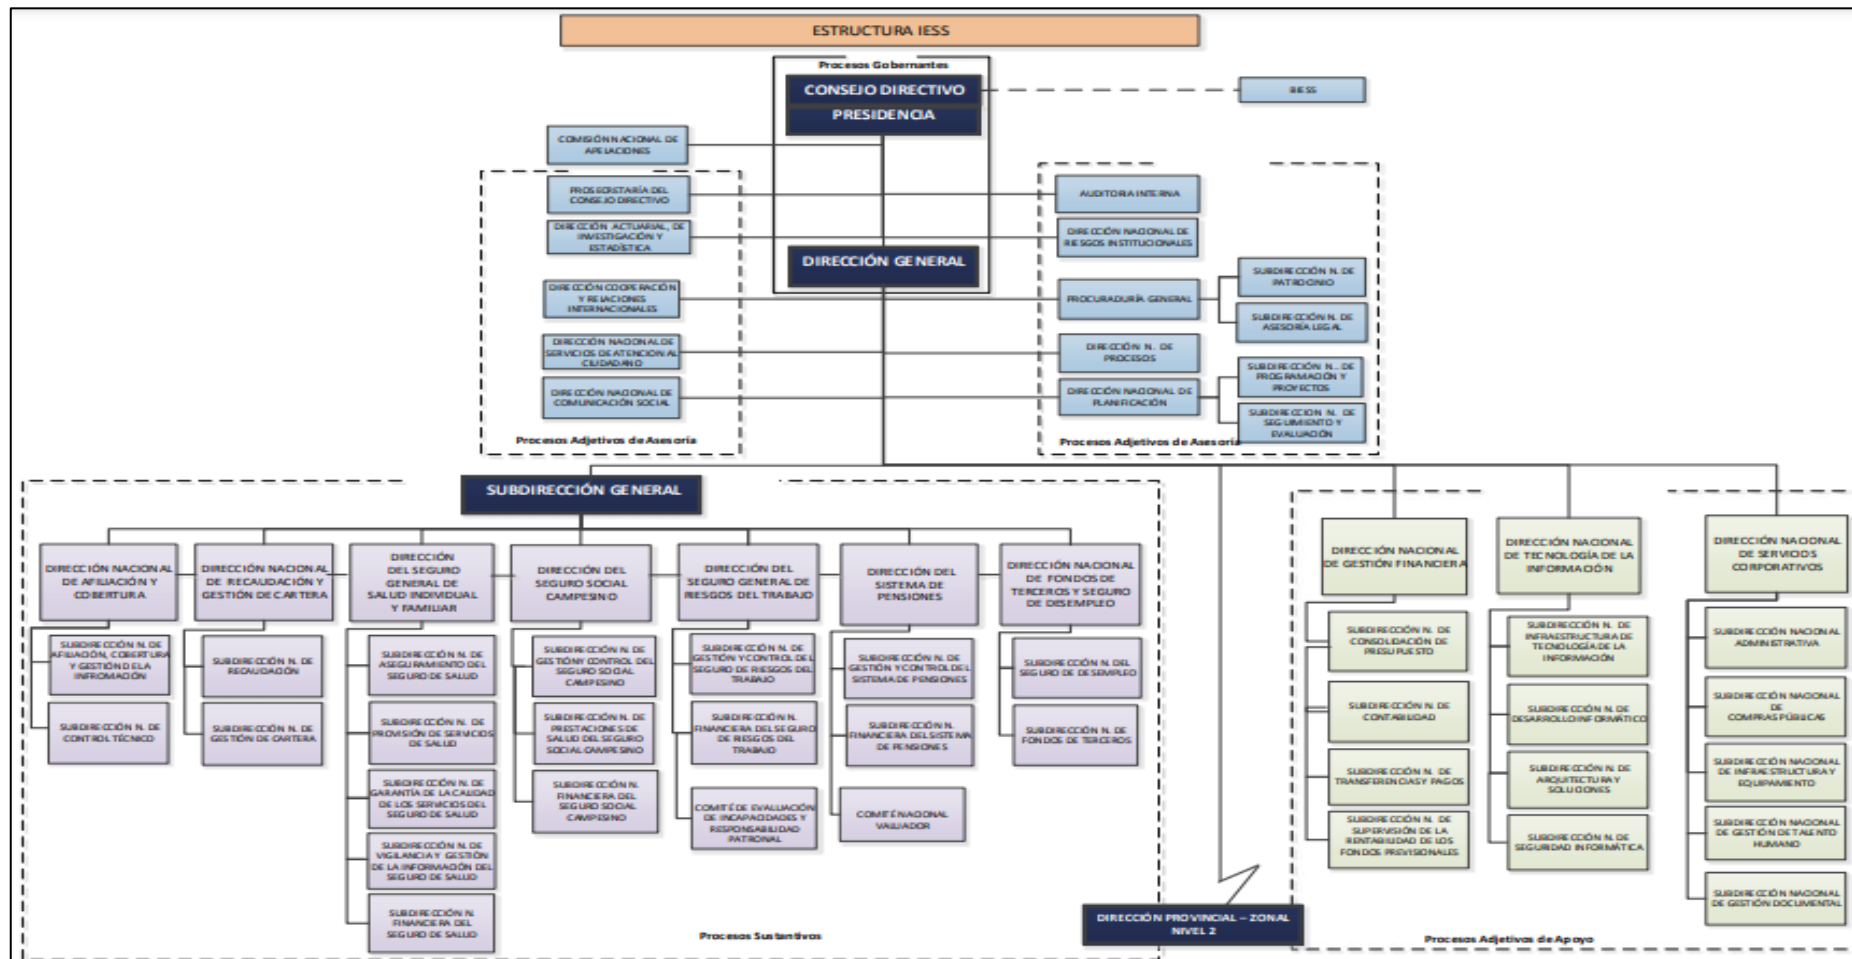 ESTRUCTURA IESS
Procesos Gobernantes
CONSEJO DIRECTIVO
PRESIDENCIA
BIESS
COMISIÓN NACIONAL DE
APELACIONES
PROSECRETARÍA DEL
CONSEJO DIRECTIVO
AUDITORIA INTERNA
DIRECCIÓN ACTUARIAL, DE
INVESTIGACIÓN Y
ESTADÍSTICA
DIRECCIÓN NACIONAL DE
RIESGOS INSTITUCIONALES
DIRECCIÓN GENERAL
DIRECCIÓN COOPERACIÓN
Y RELACIONES
INTERNACIONALES
PROCURADURÍA GENERAL
SUBDIRECCIÓN N. DE
PATROCINIO
SUBDIRECCIÓN N. DE
ASESORÍA LEGAL
DIRECCIÓN NACIONAL DE
SERVICIOS DE ATENCION AL
CIUDADANO
DIRECCIÓN N. DE
PROCESOS
DIRECCIÓN NACIONAL DE
COMUNICACIÓN SOCIAL
DIRECCIÓN NACIONAL DE
PLANIFICACIÓN
SUBDIRECCIÓN N.. DE
PROGRAMACIÓN Y
PROYECTOS
SUBDIRECCION N. DE
SEGUIMIENTO Y
EVALUACIÓN
Procesos Adjetivos de Asesoría
Procesos Adjetivos de Asesoría
SUBDIRECCIÓN GENERAL
DIRECCIÓN NACIONAL
DE AFILIACIÓN Y
COBERTURA
SUBDIRECCIÓN N. DE
AFILIACIÓN, COBERTURA
Y GESTIÓN DE LA
INFROMACIÓN
SUBDIRECCIÓN N. DE
CONTROL TÉCNICO
DIRECCIÓN NACIONAL
DE RECAUDACIÓN Y
GESTIÓN DE CARTERA
SUBDIRECCIÓN N. DE
RECAUDACIÓN
SUBDIRECCIÓN N. DE
GESTIÓN DE CARTERA
DIRECCIÓN
DEL SEGURO
GENERAL DE
SALUD INDIVIDUAL
Y FAMILIAR
SUBDIRECCIÓN N. DE
ASEGURAMIENTO DEL
SEGURO DE SALUD
SUBDIRECCIÓN N. DE
PROVISIÓN DE SERVICIOS
DE SALUD
SUBDIRECCIÓN N. DE
GARANTÍA DE LA CALIDAD
DE LOS SERVICIOS DEL
SEGURO DE SALUD
SUBDIRECCIÓN N. DE
VIGILANCIA Y GESTIÓN
DE LA INFORMACIÓN DEL
SEGURO DE SALUD
SUBDIRECCIÓN N.
FINANCIERA DEL
SEGURO DE SALUD
DIRECCIÓN DEL
SEGURO SOCIAL
CAMPESINO
SUBDIRECCIÓN N. DE
GESTIÓN Y CONTROL DEL
SEGURO SOCIAL
CAMPESINO
SUBDIRECCIÓN N. DE
PRESTACIONES DE
SALUD DEL SEGURO
SOCIAL CAMPESINO
SUBDIRECCIÓN N.
FINANCIERA DEL
SEGURO SOCIAL
CAMPESINO
DIRECCIÓN DEL
SEGURO GENERAL DE
RIESGOS DEL TRABAJO
SUBDIRECCIÓN N. DE
GESTIÓN Y CONTROL DEL
SEGURO DE RIESGOS DEL
TRABAJO
SUBDIRECCIÓN N.
FINANCIERA DEL SEGURO
DE RIESGOS DEL
TRABAJO
COMITÉ DE EVALUACIÓN
DE INCAPACIDADES Y
RESPONSABILIDAD
PATRONAL
DIRECCIÓN DEL
SISTEMA DE
PENSIONES
SUBDIRECCIÓN N. DE
GESTIÓN Y CONTROL DEL
SISTEMA DE PENSIONES
SUBDIRECCIÓN N.
FINANCIERA DEL SISTEMA
DE PENSIONES
COMITÉ NACIONAL
VALUADOR
DIRECCIÓN NACIONAL
DE FONDOS DE
TERCEROS Y SEGURO
DE DESEMPLEO
SUBDIRECCIÓN N. DEL
SEGURO DE DESEMPLEO
SUBDIRECCIÓN N. DE
FONDOS DE TERCEROS
Procesos Sustantivos
DIRECCIÓN PROVINCIAL – ZONAL
NIVEL 2
DIRECCIÓN NACIONAL
DE GESTIÓN FINANCIERA
SUBDIRECCIÓN N. DE
CONSOLIDACIÓN DE
PRESUPUESTO
SUBDIRECCIÓN N. DE
CONTABILIDAD
SUBDIRECCIÓN N. DE
TRANSFERENCIAS Y PAGOS
SUBDIRECCIÓN N. DE
SUPERVISIÓN DE LA
RENTABILIDAD DE LOS
FONDOS PREVISIONALES
DIRECCIÓN NACIONAL
DE TECNOLOGÍA DE LA
INFORMACIÓN
SUBDIRECCIÓN N. DE
INFRAESTRUCTURA DE
TECNOLOGÍA DE LA
INFORMACIÓN
SUBDIRECCIÓN N. DE
DESARROLLO INFORMÁTICO
SUBDIRECCIÓN N. DE
ARQUITECTURA Y
SOLUCIONES
SUBDIRECCIÓN N. DE
SEGURIDAD INFORMÁTICA
DIRECCIÓN NACIONAL
DE SERVICIOS
CORPORATIVOS
SUBDIRECCIÓN NACIONAL
ADMINISTRATIVA
SUBDIRECCIÓN NACIONAL
DE
COMPRAS PÚBLICAS
SUBDIRECCIÓN NACIONAL
DE INFRAESTRUCTURA Y
EQUIPAMIENTO
SUBDIRECCIÓN NACIONAL
DE GESTIÓN DE TALENTO
HUMANO
SUBDIRECCIÓN NACIONAL
DE GESTIÓN DOCUMENTAL
Procesos Adjetivos de Apoyo